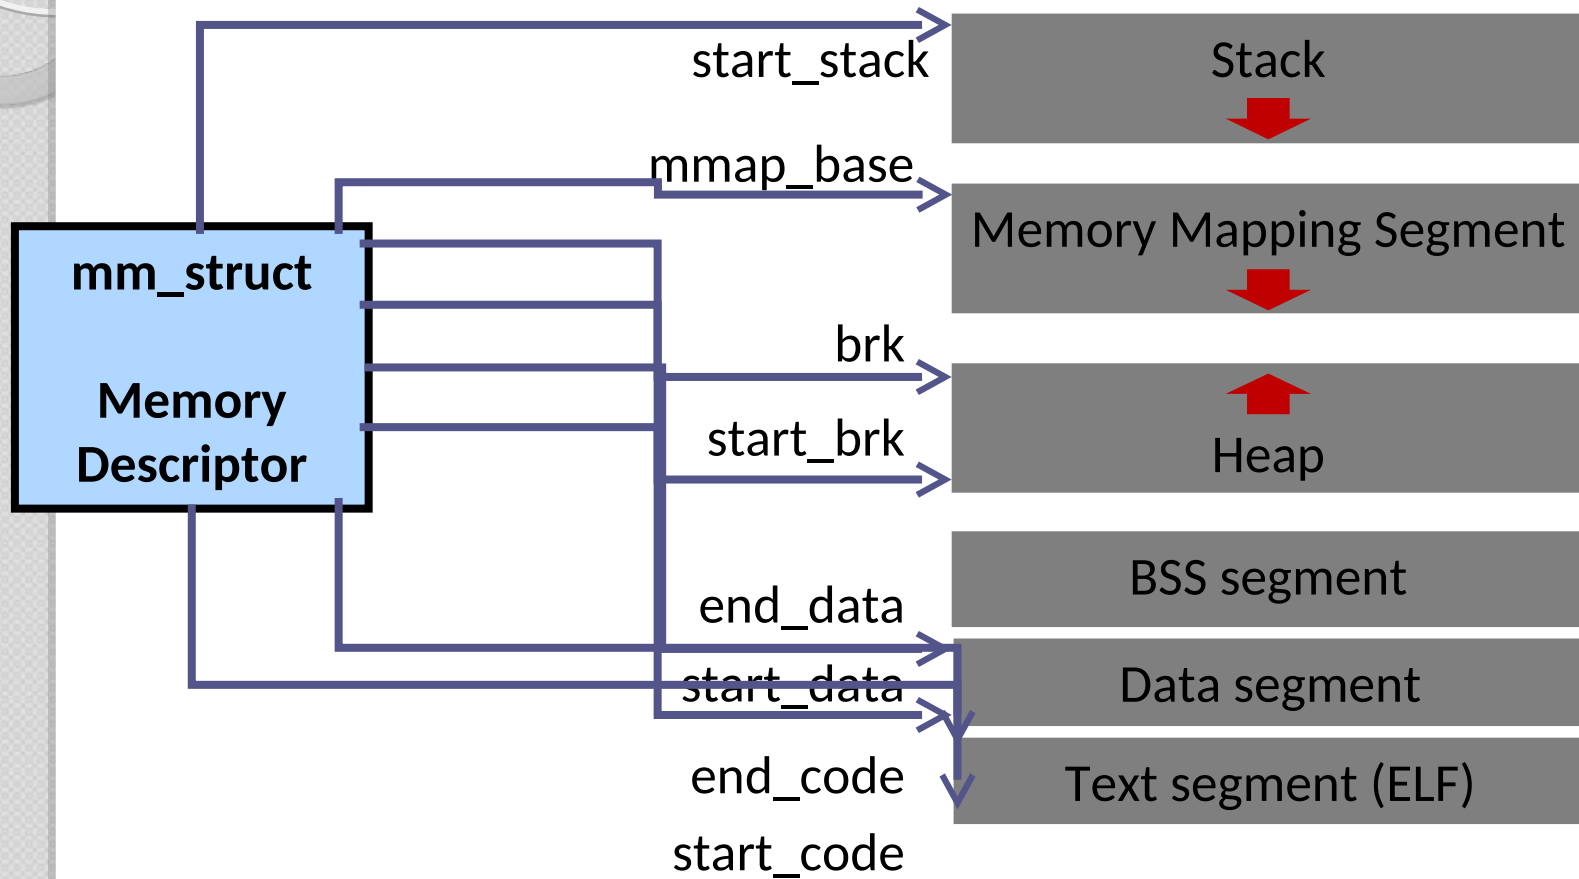 start_stack
Stack
mmap_base
Memory Mapping Segment
mm_struct
Memory
Descriptor
brk
start_brk
Heap
BSS segment
end_data
start_data
Data segment
end_code
Text segment (ELF)
start_code